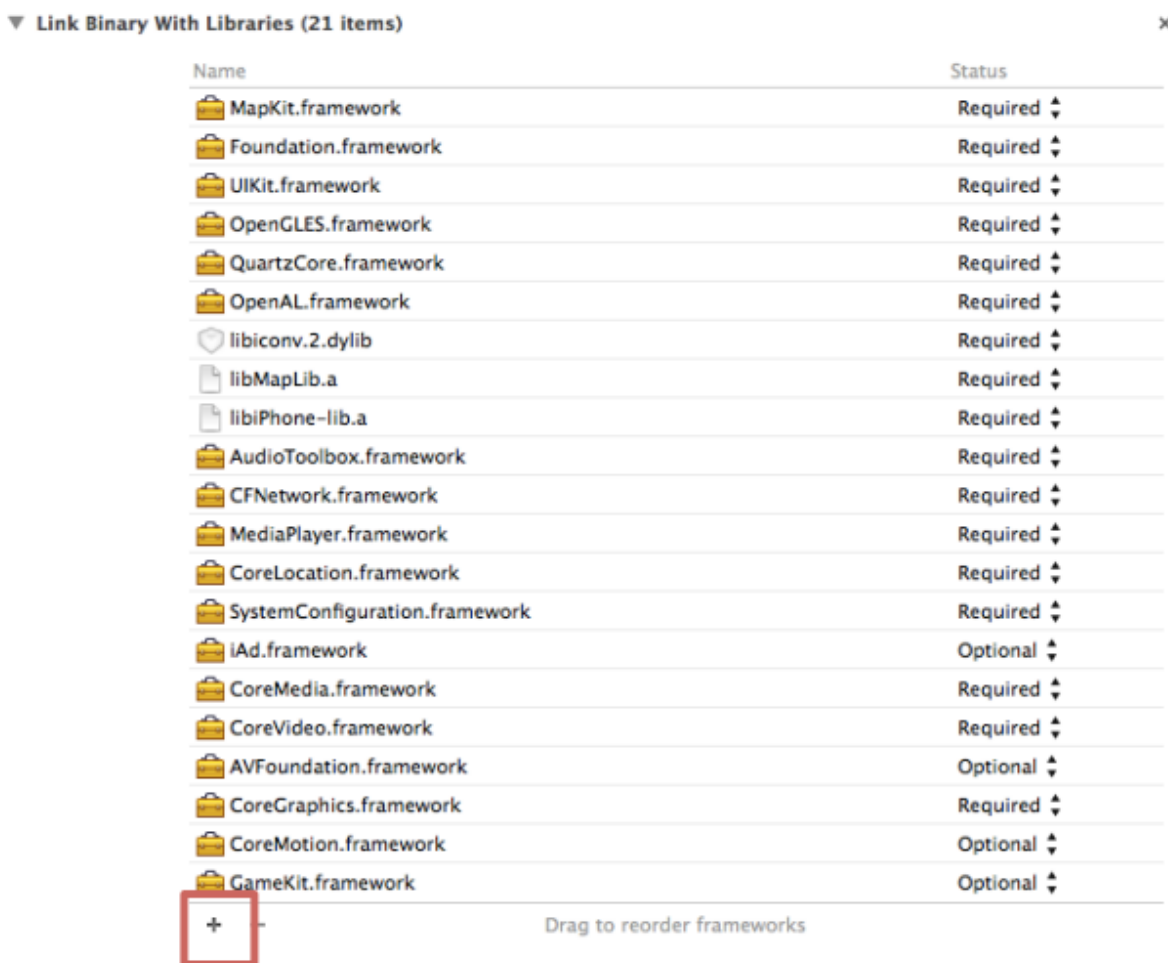 Link Binary With Libraries (21 items)
Name Status
MapKit.framework Required
Foundation.framework Required
UIKit.framework Required
OpenGLES.framework Required
QuartzCore.framework Required
OpenAL.framework Required
libiconv.2.dylib Required
libMapLib.a Required
libiPhone-lib.a Required
AudioToolbox.framework Required
CFNetwork.framework Required
MediaPlayer.framework Required
CoreLocation.framework Required
SystemConfiguration.framework Required
iAd.framework Optional
CoreMedia.framework Required
CoreVideo.framework Required
AVFoundation.framework Optional
CoreGraphics.framework Required
CoreMotion.framework Optional
GameKit.framework Optional
+ − Drag to reorder frameworks